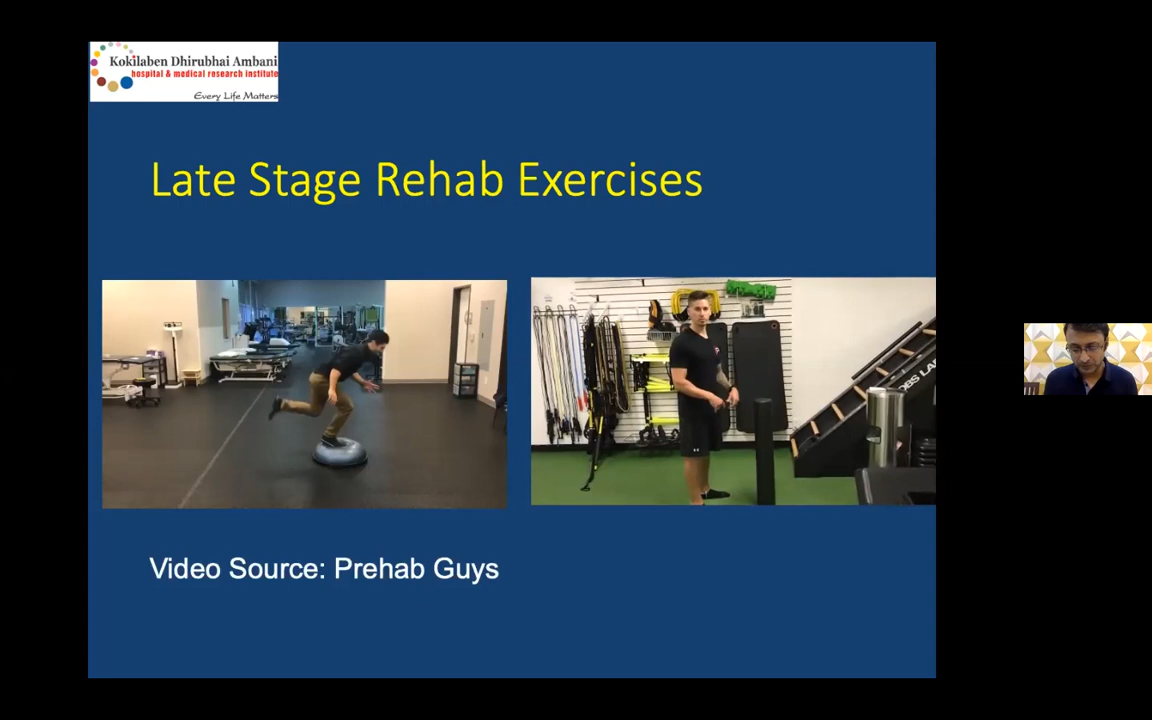 Kokilaben Dhirubhai Ambani
hospital & medical research institute
Every Life Matters
Late Stage Rehab Exercises
Video Source: Prehab Guys